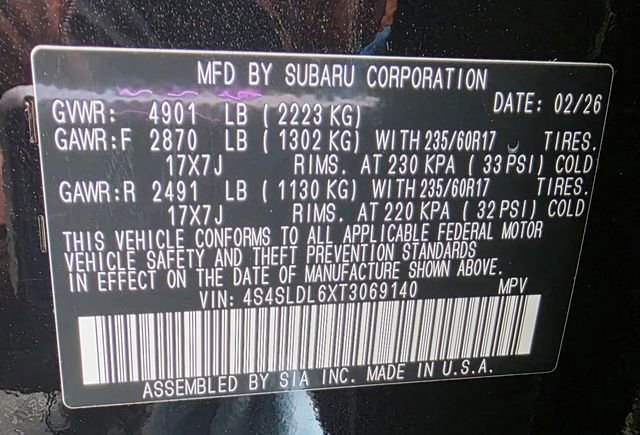 MFD BY SUBARU CORPORATION
GVWR: 4901 LB (2223 KG) DATE: 02/26
GAWR:F 2870 LB (1302 KG) WITH 235/60R17 TIRES.
17X7J RIMS. AT 230 KPA (33 PSI) COLD
GAWR:R 2491 LB (1130 KG) WITH 235/60R17 TIRES.
17X7J RIMS. AT 220 KPA (32 PSI) COLD
THIS VEHICLE CONFORMS TO ALL APPLICABLE FEDERAL MOTOR
VEHICLE SAFETY AND THEFT PREVENTION STANDARDS
IN EFFECT ON THE DATE OF MANUFACTURE SHOWN ABOVE.
VIN: 4S4SLDL6XT3069140 MPV
ASSEMBLED BY SIA INC. MADE IN U.S.A.